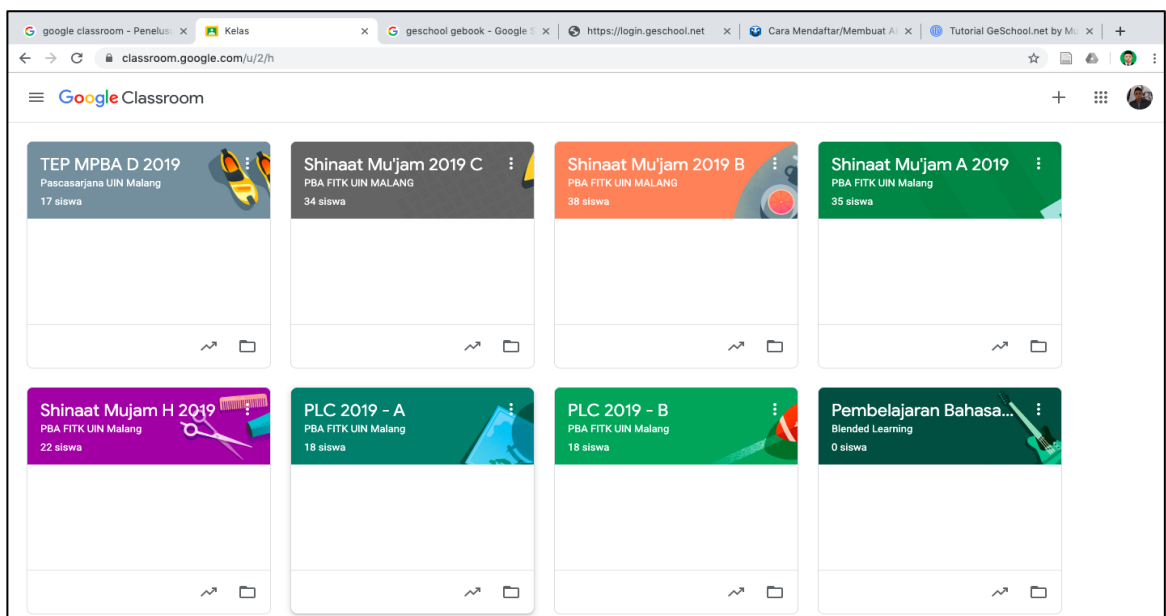 google classroom - Penelus
Kelas
geschool gebook - Google S
https://login.geschool.net
Cara Mendaftar/Membuat A
Tutorial GeSchool.net by Mu
classroom.google.com/u/2/h
Google Classroom
TEP MPBA D 2019
Pascasarjana UIN Malang
17 siswa
Shinaat Mu'jam 2019 C
PBA FITK UIN MALANG
34 siswa
Shinaat Mu'jam 2019 B
PBA FITK UIN MALANG
38 siswa
Shinaat Mu'jam A 2019
PBA FITK UIN Malang
35 siswa
Shinaat Mujam H 2019
PBA FITK UIN Malang
22 siswa
PLC 2019 - A
PBA FITK UIN Malang
18 siswa
PLC 2019 - B
PBA FITK UIN Malang
18 siswa
Pembelajaran Bahasa...
Blended Learning
0 siswa